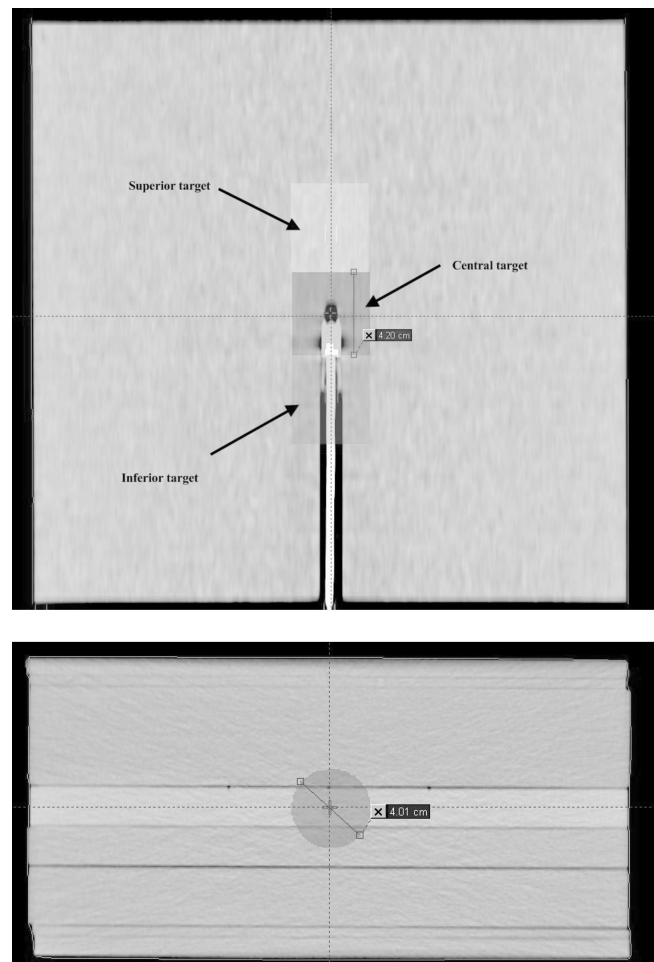 Superior target
Central target
4.20 cm
Inferior target
4.01 cm